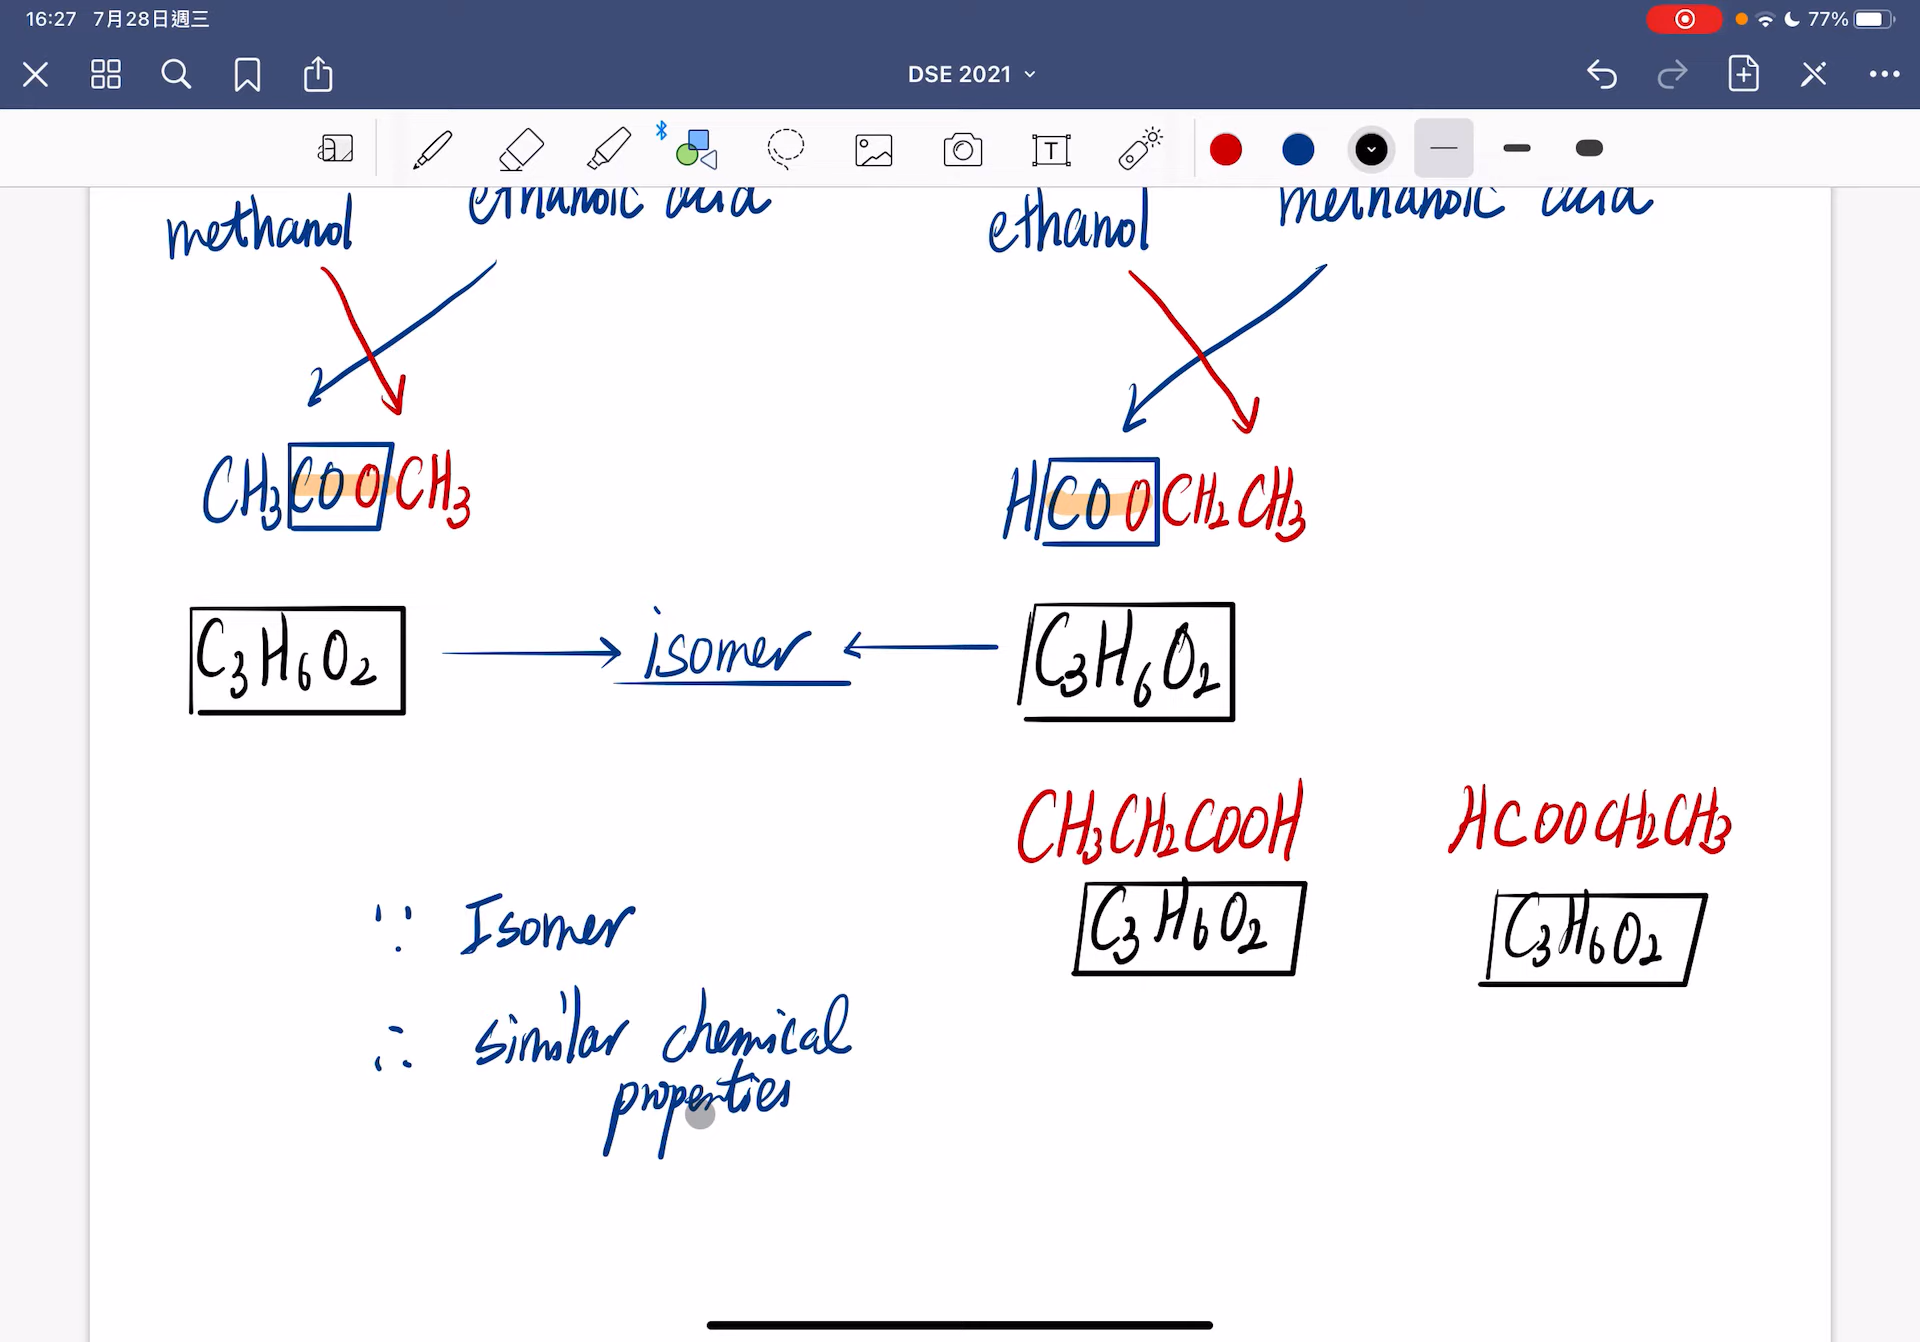 16:27 7月28日週三
77%
DSE 2021
methanol
ethanoic acid
ethanol
methanoic acid
CH₃COOCH₃
HCOOCH₂CH₃
C₃H₆O₂
isomer
C₃H₆O₂
CH₃CH₂COOH
HCOOCH₂CH₃
C₃H₆O₂
C₃H₆O₂
∵ Isomer
∴ similar chemical
properties